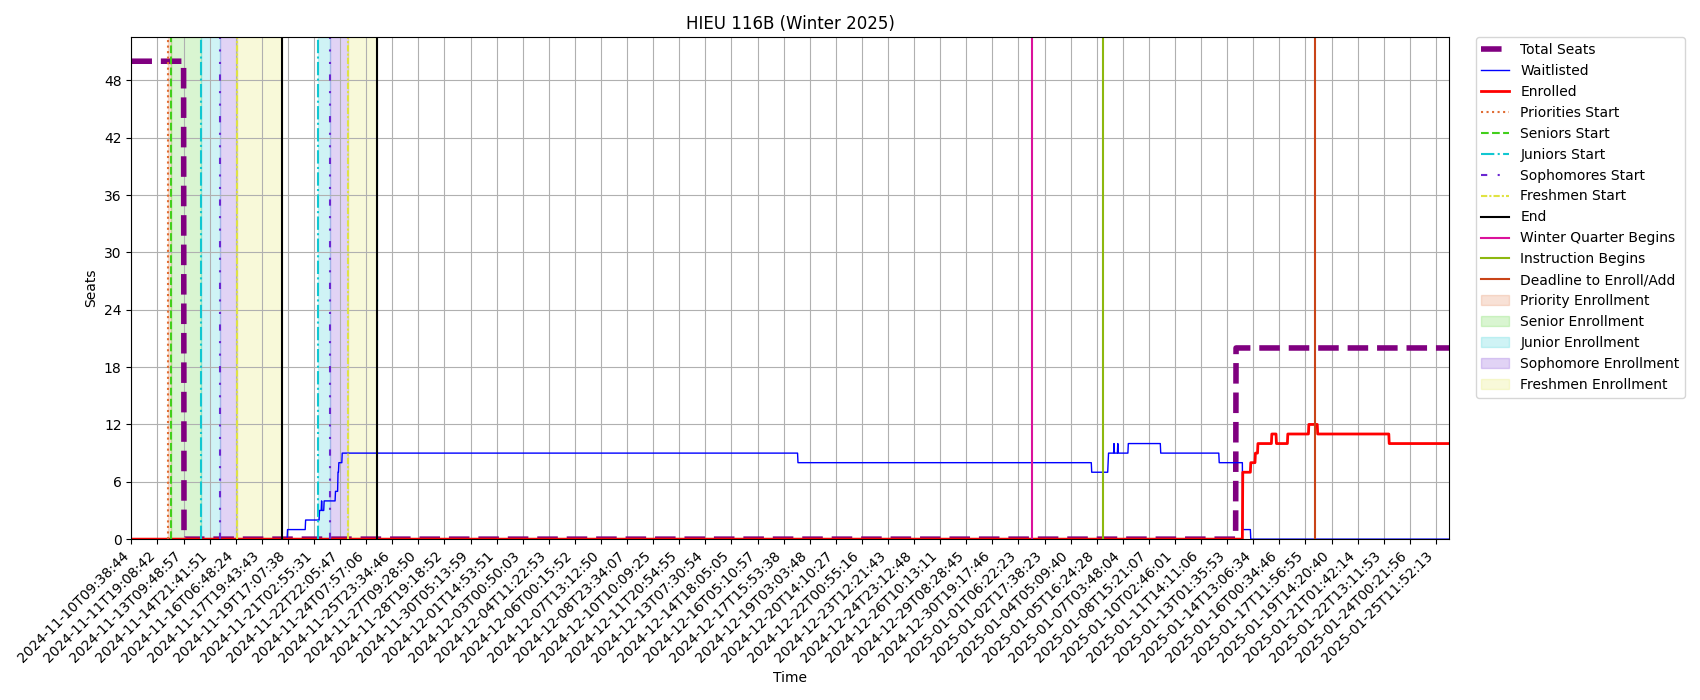 HIEU 116B (Winter 2025)
Seats
48
42
36
30
24
18
12
6
0
2024-11-10T09:38:44
2024-11-11T19:08:42
2024-11-13T09:48:57
2024-11-14T21:41:51
2024-11-16T06:48:24
2024-11-17T19:43:43
2024-11-19T17:07:38
2024-11-21T02:55:31
2024-11-22T22:05:47
2024-11-24T07:57:06
2024-11-25T23:34:46
2024-11-27T09:28:50
2024-11-28T19:18:52
2024-11-30T05:13:59
2024-12-01T14:53:51
2024-12-03T00:50:03
2024-12-04T11:22:53
2024-12-06T00:15:52
2024-12-07T13:12:50
2024-12-08T23:34:07
2024-12-10T10:09:25
2024-12-11T20:54:55
2024-12-13T07:30:54
2024-12-14T18:05:05
2024-12-16T05:10:57
2024-12-17T15:53:38
2024-12-19T03:03:48
2024-12-20T14:10:27
2024-12-22T00:55:16
2024-12-23T12:21:43
2024-12-24T23:12:48
2024-12-26T10:13:11
2024-12-29T08:28:45
2024-12-30T19:17:46
2025-01-01T06:22:23
2025-01-02T17:38:23
2025-01-04T05:09:40
2025-01-05T16:24:28
2025-01-07T03:48:04
2025-01-08T15:21:07
2025-01-10T02:46:01
2025-01-11T14:11:06
2025-01-13T01:35:53
2025-01-14T13:06:34
2025-01-16T00:34:46
2025-01-17T11:56:55
2025-01-19T14:20:40
2025-01-21T01:42:14
2025-01-22T13:11:53
2025-01-24T00:21:56
2025-01-25T11:52:13
Time
Total Seats
Waitlisted
Enrolled
Priorities Start
Seniors Start
Juniors Start
Sophomores Start
Freshmen Start
End
Winter Quarter Begins
Instruction Begins
Deadline to Enroll/Add
Priority Enrollment
Senior Enrollment
Junior Enrollment
Sophomore Enrollment
Freshmen Enrollment